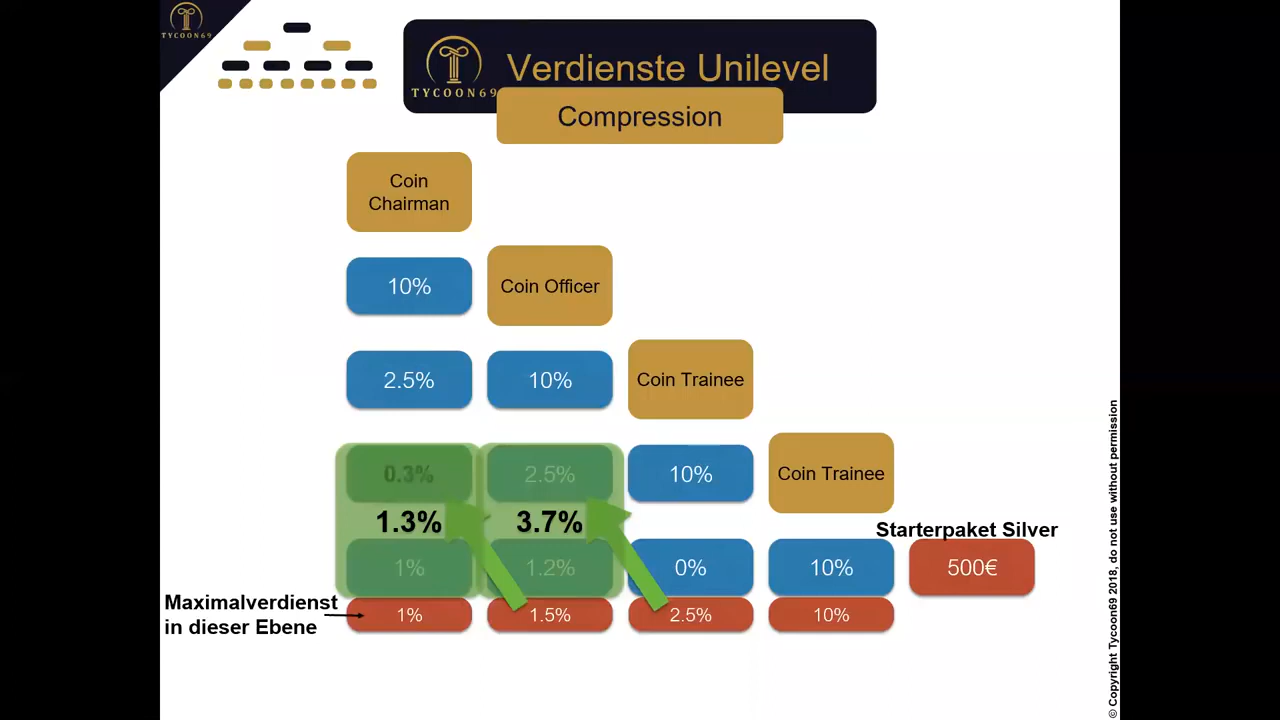 TYCOON69
TYCOON69
Verdienste Unilevel
Compression
Coin
Chairman
10%
Coin Officer
2.5%
10%
Coin Trainee
0.3%
2.5%
10%
Coin Trainee
1.3%
3.7%
Starterpaket Silver
1%
1.2%
0%
10%
500€
Maximalverdienst
in dieser Ebene
1%
1.5%
2.5%
10%
© Copyright Tycoon69 2018, do not use without permission